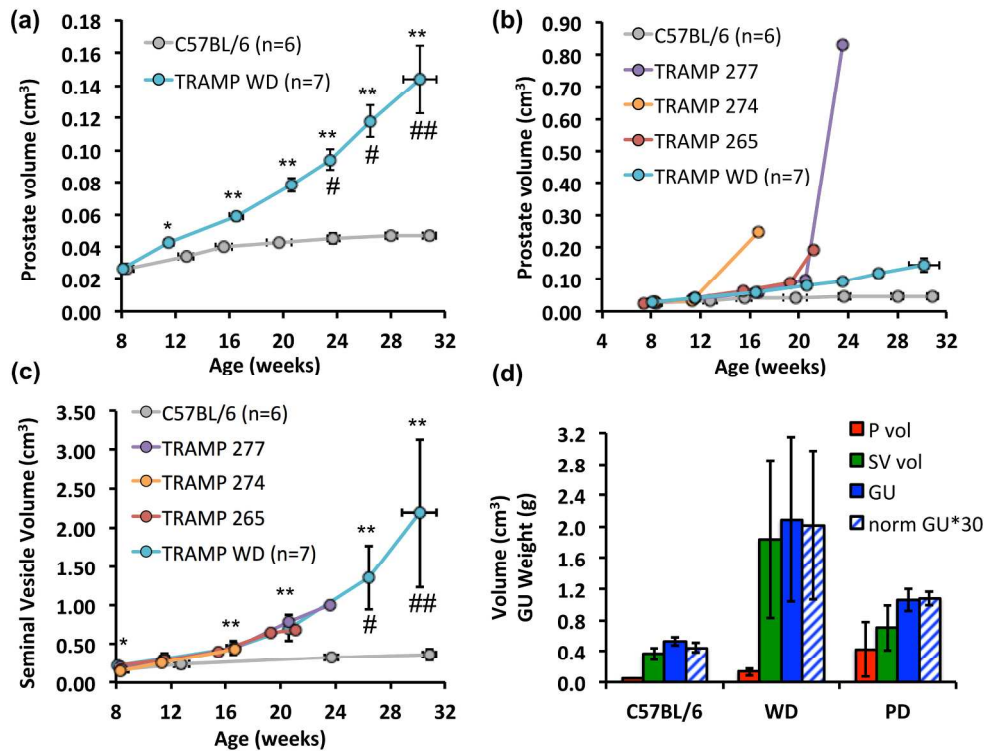 (a)
C57BL/6 (n=6)
TRAMP WD (n=7)
Prostate volume (cm³)
0.16
0.14
0.12
0.10
0.08
0.06
0.04
0.02
0.00
* ** ** ** ** **
# # ##
8 12 16 20 24 28 32
Age (weeks)
(b)
C57BL/6 (n=6)
TRAMP 277
TRAMP 274
TRAMP 265
TRAMP WD (n=7)
Prostate volume (cm³)
0.90
0.80
0.70
0.60
0.50
0.40
0.30
0.20
0.10
0.00
4 8 12 16 20 24 28 32
Age (weeks)
(c)
C57BL/6 (n=6)
TRAMP 277
TRAMP 274
TRAMP 265
TRAMP WD (n=7)
Seminal Vesicle Volume (cm³)
3.50
3.00
2.50
2.00
1.50
1.00
0.50
0.00
* ** ** ** **
# ##
8 12 16 20 24 28 32
Age (weeks)
(d)
P vol
SV vol
GU
norm GU*30
Volume (cm³)
GU Weight (g)
3.2
2.8
2.4
2.0
1.6
1.2
0.8
0.4
0.0
C57BL/6 WD PD